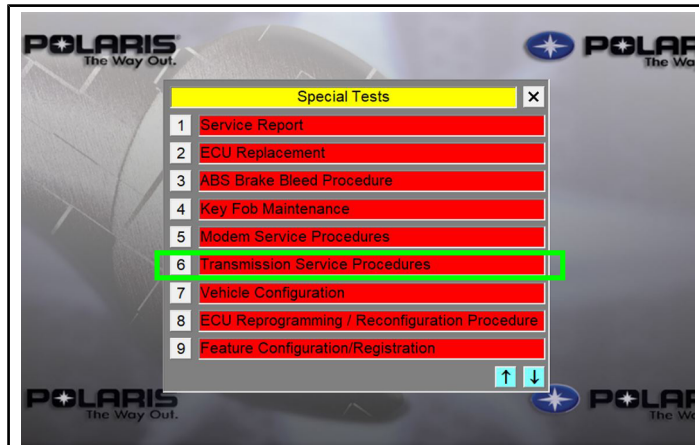 POLARIS
The Way Out.
POLAR
The Wa
Special Tests X
1 Service Report
2 ECU Replacement
3 ABS Brake Bleed Procedure
4 Key Fob Maintenance
5 Modem Service Procedures
6 Transmission Service Procedures
7 Vehicle Configuration
8 ECU Reprogramming / Reconfiguration Procedure
9 Feature Configuration/Registration
↑ ↓
POLARIS
The Way Out.
POLAR
The Wa